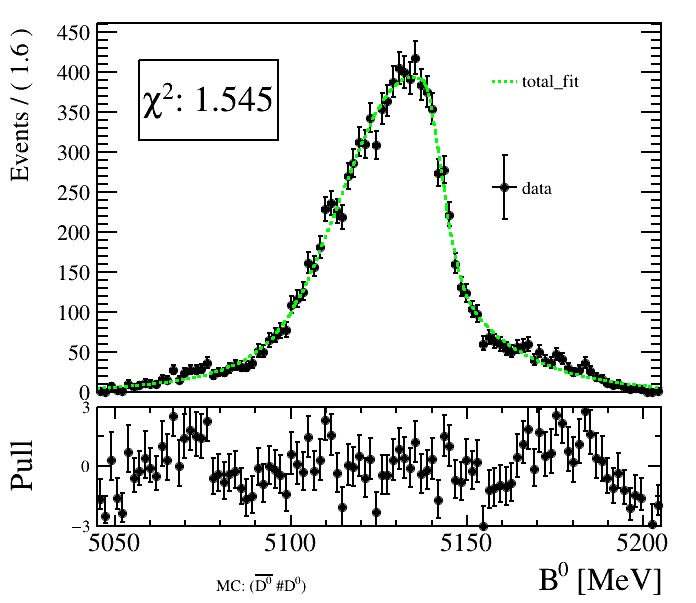 450
400
350
300
250
200
150
100
50
0
Events / ( 1.6 )
χ²: 1.545
total_fit
data
3
0
−3
Pull
5050 5100 5150 5200
MC: (D̅⁰ #D⁰)
B⁰ [MeV]